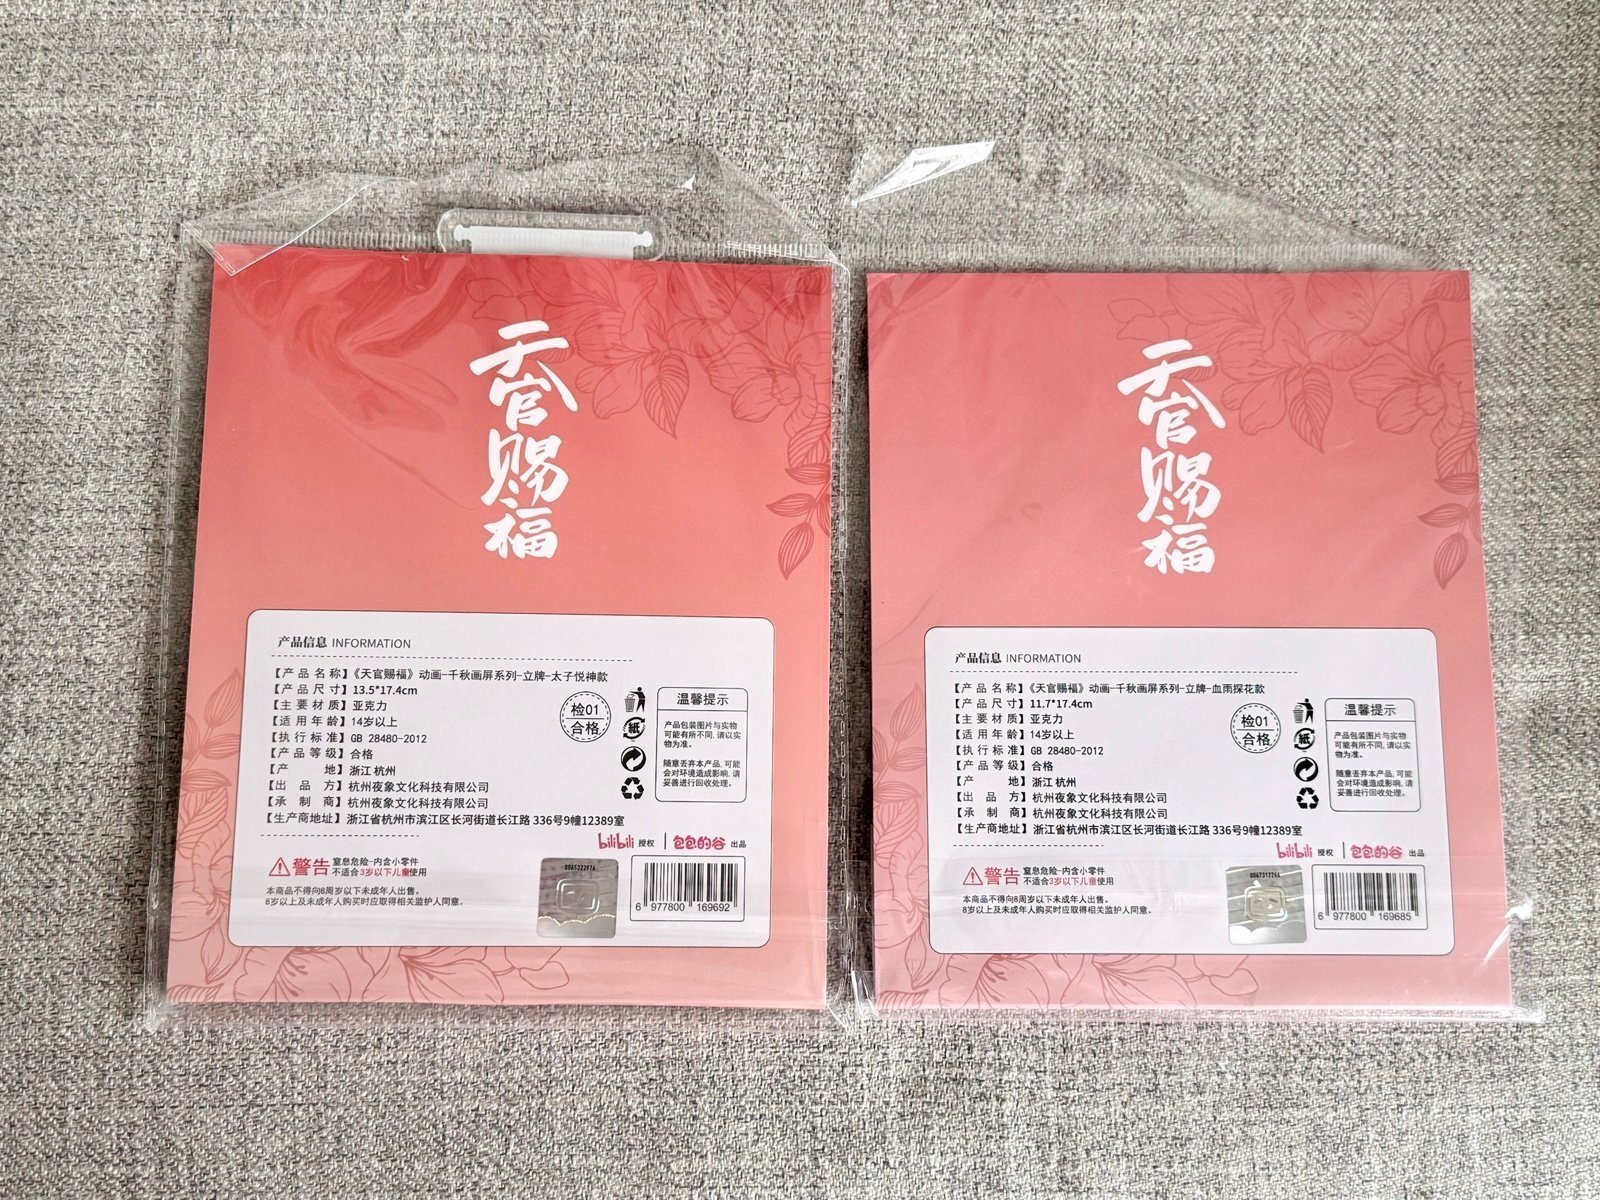 天官赐福
产品信息 INFORMATION
【产品名称】《天官赐福》动画-千秋画屏系列-立牌-太子悦神款
【产品尺寸】13.5*17.4cm
【主要材质】亚克力
【适用年龄】14岁以上
【执行标准】GB 28480-2012
【产品等级】合格
【产 地】浙江 杭州
【出 品 方】杭州夜象文化科技有限公司
【承 制 商】杭州夜象文化科技有限公司
【生产商地址】浙江省杭州市滨江区长河街道长江路 336号9幢12389室
检01
合格
紙
温馨提示
产品包装图片与实物
可能有所不同,请以实
物为准。
随意丢弃本产品,可能
会对环境造成影响,请
妥善进行回收处理。
bilibili 授权 | 包包的谷 出品
警告 窒息危险-内含小零件
不适合3岁以下儿童使用
本商品不得向8周岁以下未成年人出售。
8岁以上及未成年人购买时应取得相关监护人同意。
6 977800 169692
天官赐福
产品信息 INFORMATION
【产品名称】《天官赐福》动画-千秋画屏系列-立牌-血雨探花款
【产品尺寸】11.7*17.4cm
【主要材质】亚克力
【适用年龄】14岁以上
【执行标准】GB 28480-2012
【产品等级】合格
【产 地】浙江 杭州
【出 品 方】杭州夜象文化科技有限公司
【承 制 商】杭州夜象文化科技有限公司
【生产商地址】浙江省杭州市滨江区长河街道长江路 336号9幢12389室
检01
合格
紙
温馨提示
产品包装图片与实物
可能有所不同,请以实
物为准。
随意丢弃本产品,可能
会对环境造成影响,请
妥善进行回收处理。
bilibili 授权 | 包包的谷 出品
警告 窒息危险-内含小零件
不适合3岁以下儿童使用
本商品不得向8周岁以下未成年人出售。
8岁以上及未成年人购买时应取得相关监护人同意。
6 977800 169685